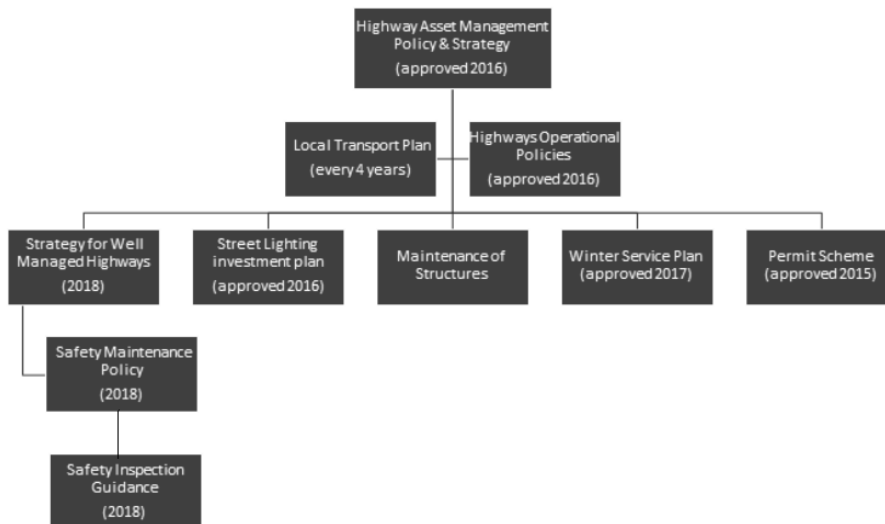 Highway Asset Management
Policy & Strategy
(approved 2016)
Local Transport Plan
(every 4 years)
Highways Operational
Policies
(approved 2016)
Strategy for Well
Managed Highways
(2018)
Street Lighting
investment plan
(approved 2016)
Maintenance of
Structures
Winter Service Plan
(approved 2017)
Permit Scheme
(approved 2015)
Safety Maintenance
Policy
(2018)
Safety Inspection
Guidance
(2018)